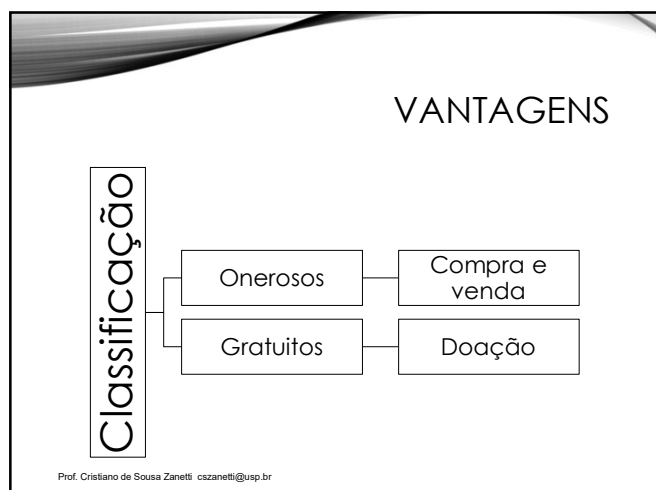 VANTAGENS
Classificação
Onerosos
Compra e
venda
Gratuitos
Doação
Prof. Cristiano de Sousa Zanetti cszanetti@usp.br